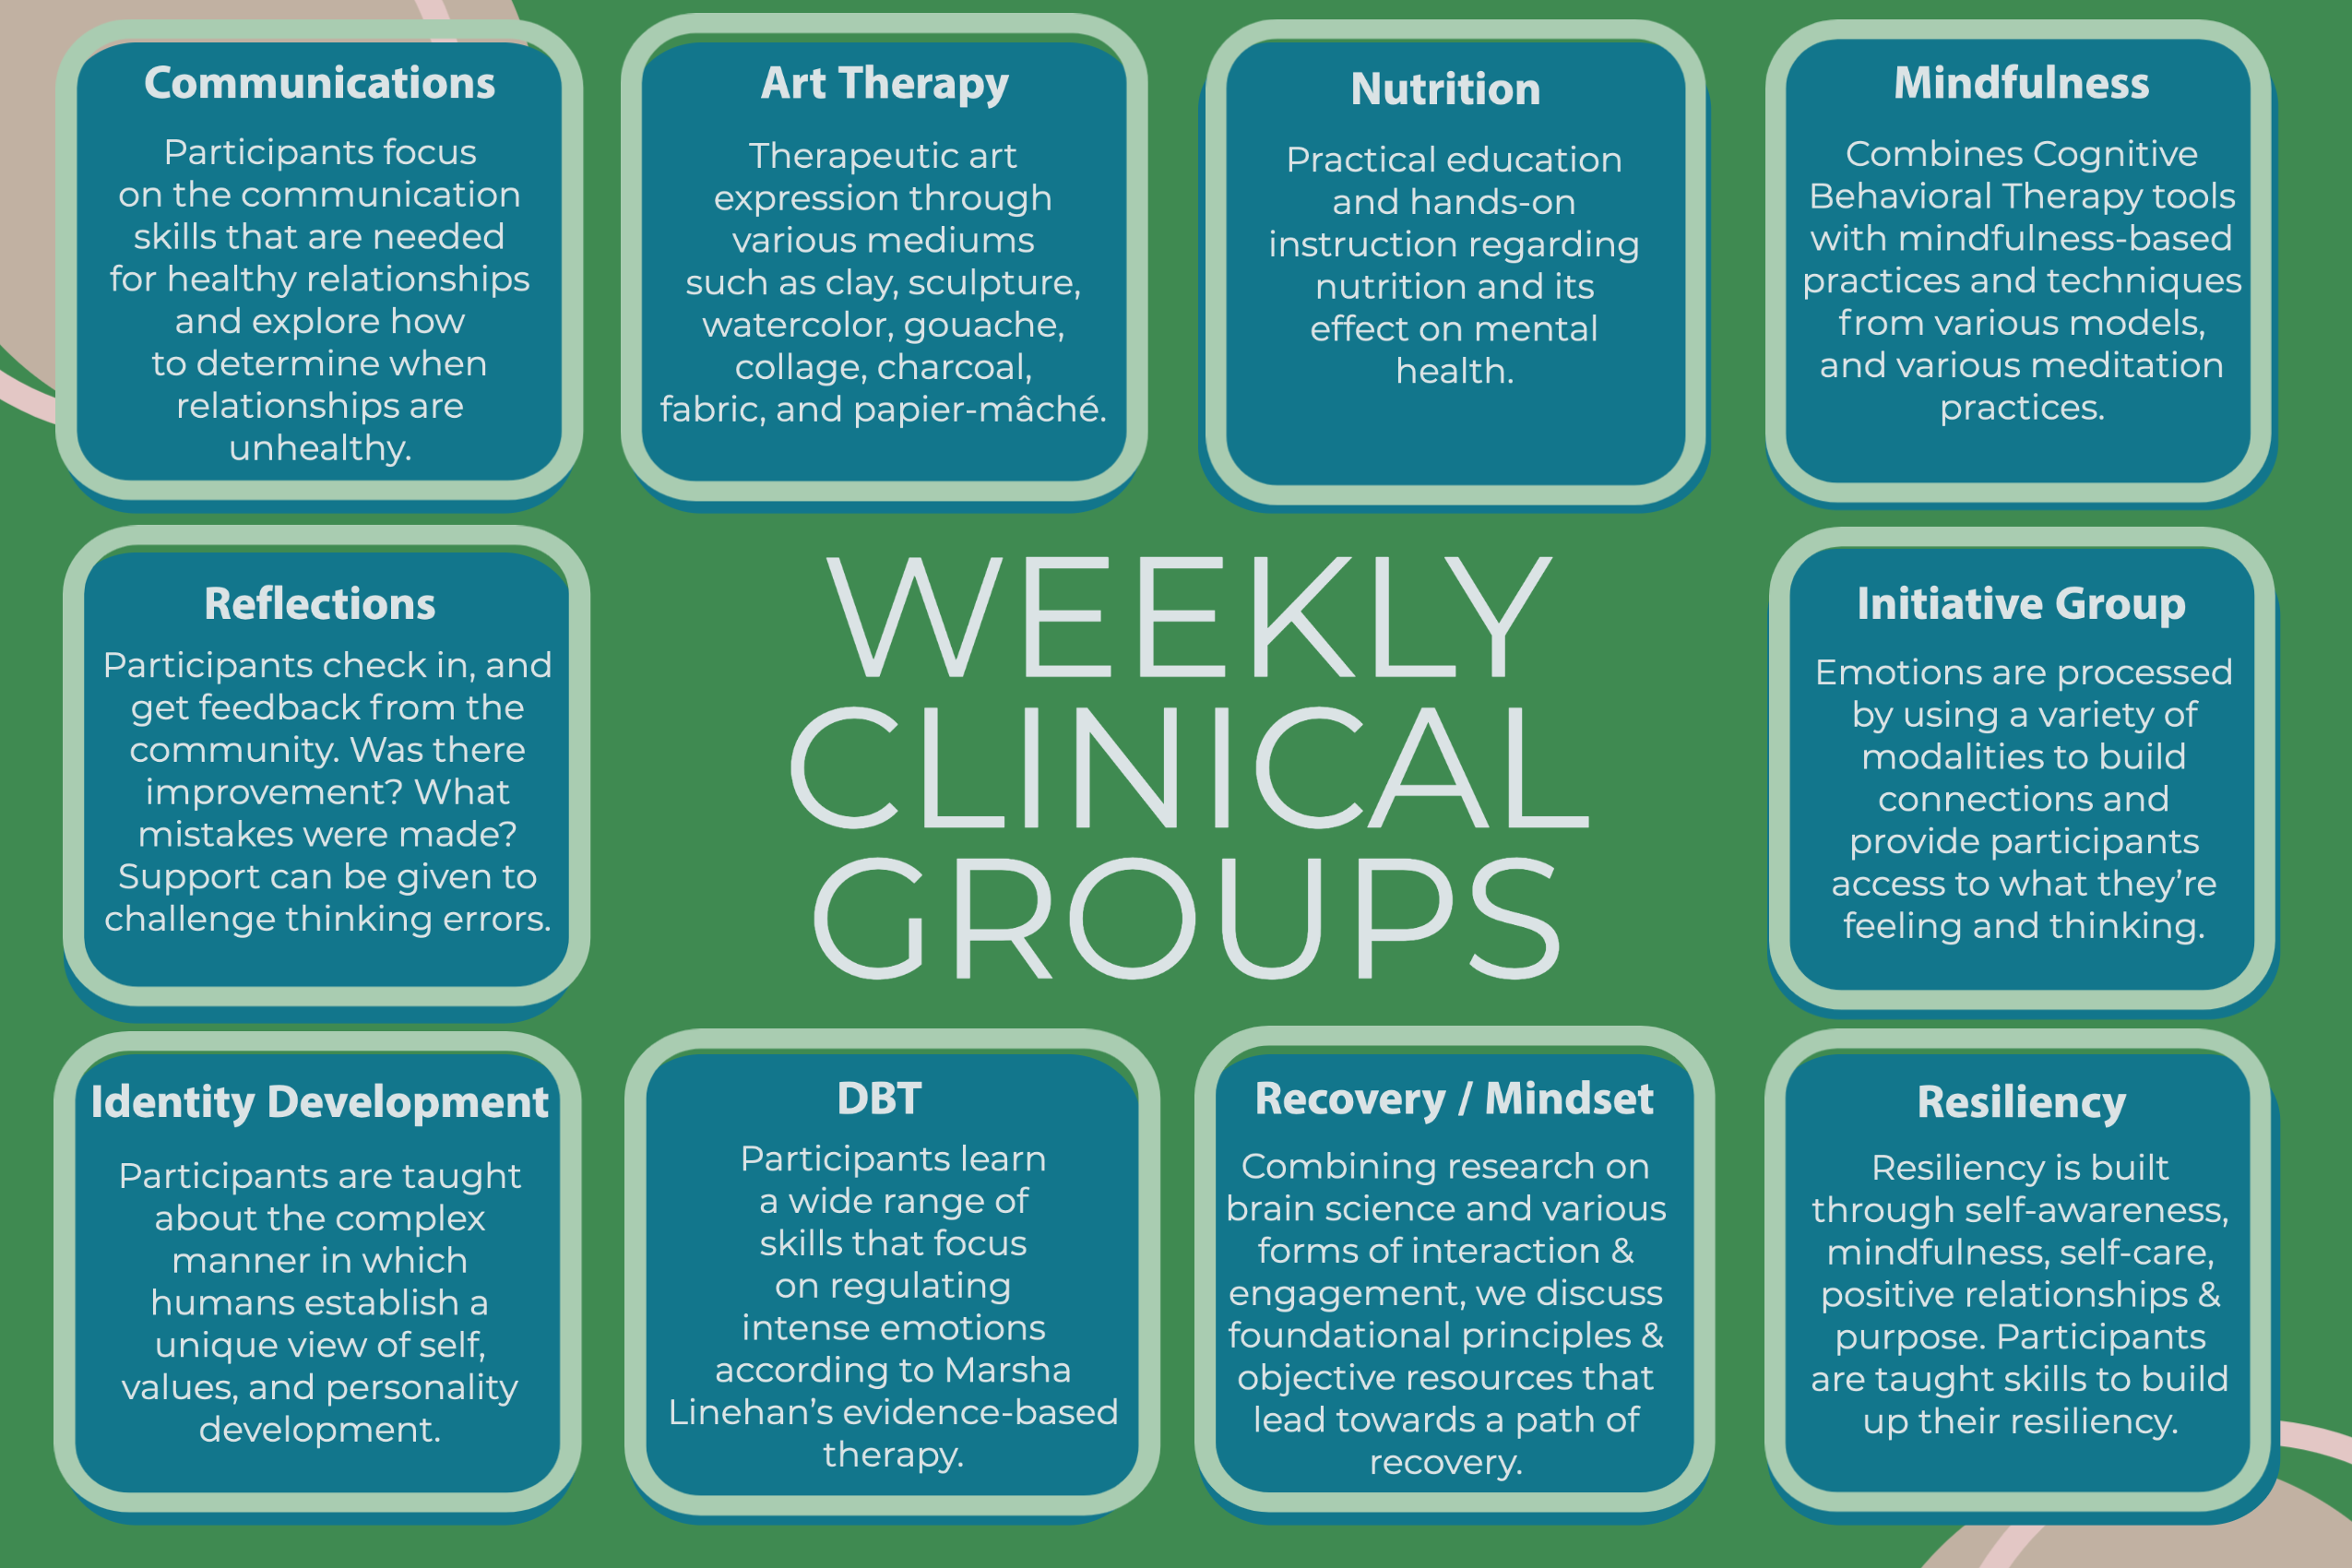 Communications
Participants focus
on the communication
skills that are needed
for healthy relationships
and explore how
to determine when
relationships are
unhealthy.
Art Therapy
Therapeutic art
expression through
various mediums
such as clay, sculpture,
watercolor, gouache,
collage, charcoal,
fabric, and papier-mâché.
Nutrition
Practical education
and hands-on
instruction regarding
nutrition and its
effect on mental
health.
Mindfulness
Combines Cognitive
Behavioral Therapy tools
with mindfulness-based
practices and techniques
from various models,
and various meditation
practices.
Reflections
Participants check in, and
get feedback from the
community. Was there
improvement? What
mistakes were made?
Support can be given to
challenge thinking errors.
WEEKLY
CLINICAL
GROUPS
Initiative Group
Emotions are processed
by using a variety of
modalities to build
connections and
provide participants
access to what they’re
feeling and thinking.
Identity Development
Participants are taught
about the complex
manner in which
humans establish a
unique view of self,
values, and personality
development.
DBT
Participants learn
a wide range of
skills that focus
on regulating
intense emotions
according to Marsha
Linehan’s evidence-based
therapy.
Recovery / Mindset
Combining research on
brain science and various
forms of interaction &
engagement, we discuss
foundational principles &
objective resources that
lead towards a path of
recovery.
Resiliency
Resiliency is built
through self-awareness,
mindfulness, self-care,
positive relationships &
purpose. Participants
are taught skills to build
up their resiliency.